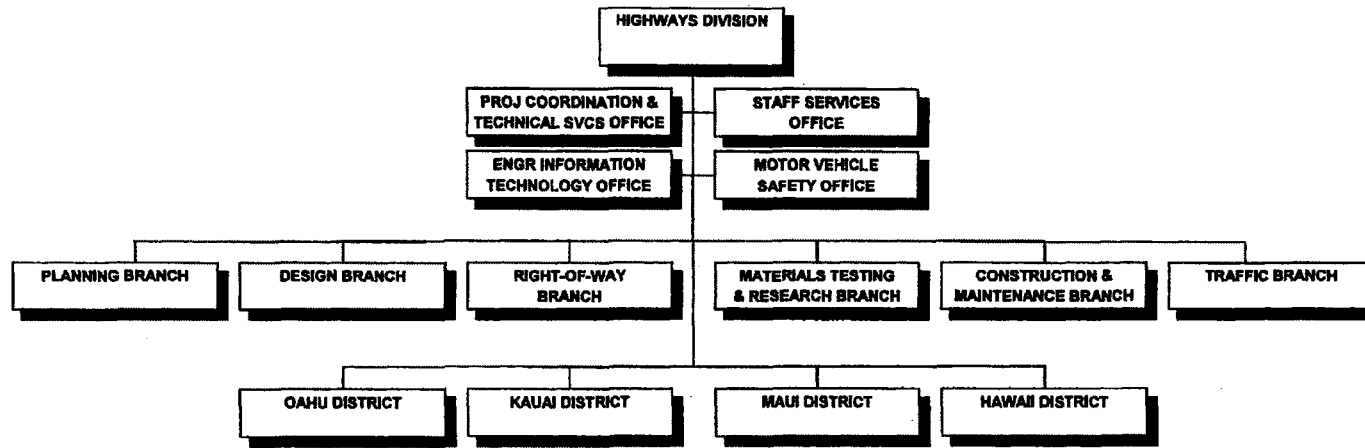 HIGHWAYS DIVISION
PROJ COORDINATION &
TECHNICAL SVCS OFFICE
STAFF SERVICES
OFFICE
ENGR INFORMATION
TECHNOLOGY OFFICE
MOTOR VEHICLE
SAFETY OFFICE
PLANNING BRANCH
DESIGN BRANCH
RIGHT-OF-WAY
BRANCH
MATERIALS TESTING
& RESEARCH BRANCH
CONSTRUCTION &
MAINTENANCE BRANCH
TRAFFIC BRANCH
OAHU DISTRICT
KAUAI DISTRICT
MAUI DISTRICT
HAWAII DISTRICT